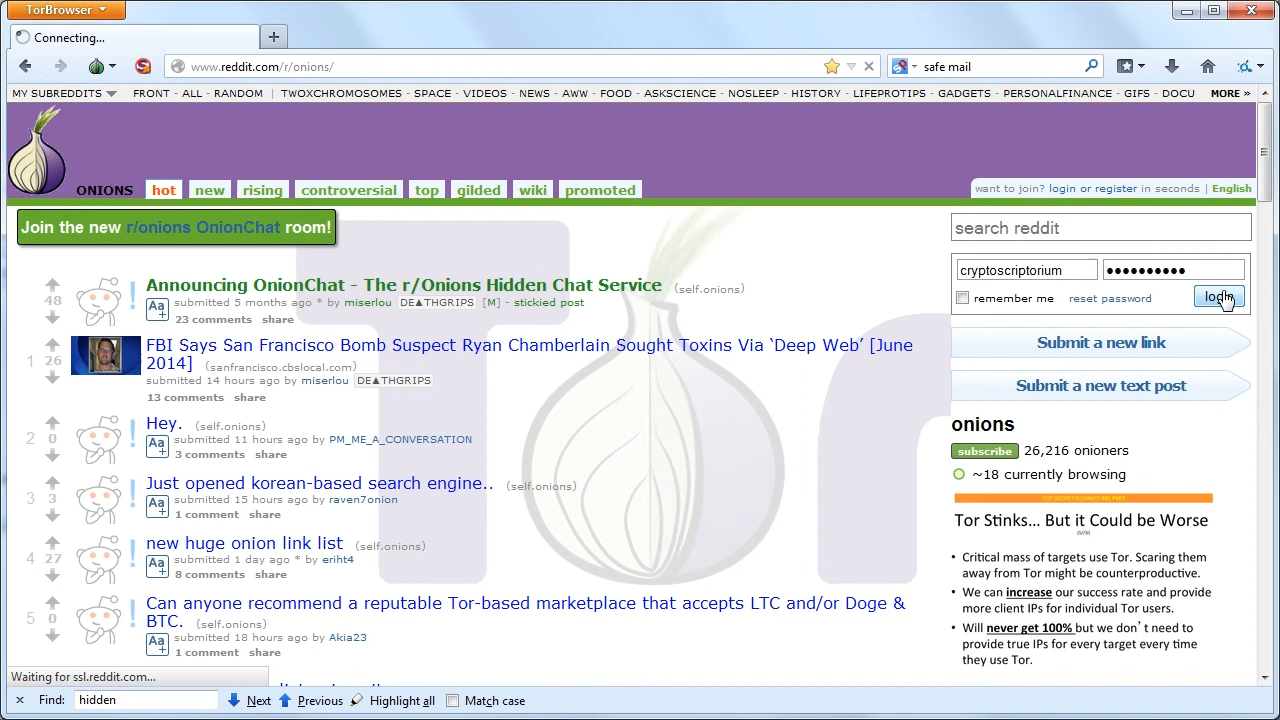 TorBrowser
Connecting...
www.reddit.com/r/onions/
safe mail
MY SUBREDDITS FRONT - ALL - RANDOM | TWOXCHROMOSOMES - SPACE - VIDEOS - NEWS - AWW - FOOD - ASKSCIENCE - NOSLEEP - HISTORY - LIFEPROTIPS - GADGETS - PERSONALFINANCE - GIFS - DOCU MORE »
ONIONS hot new rising controversial top gilded wiki promoted
want to join? login or register in seconds | English
Join the new r/onions OnionChat room!
Announcing OnionChat - The r/Onions Hidden Chat Service (self.onions)
48
Aa+ submitted 5 months ago * by miserlou DE▲THGRIPS [M] - stickied post
23 comments share
1
26
FBI Says San Francisco Bomb Suspect Ryan Chamberlain Sought Toxins Via ‘Deep Web’ [June
2014] (sanfrancisco.cbslocal.com)
submitted 14 hours ago by miserlou DE▲THGRIPS
13 comments share
2
0
Hey. (self.onions)
Aa+ submitted 11 hours ago by PM_ME_A_CONVERSATION
3 comments share
3
3
Just opened korean-based search engine.. (self.onions)
Aa+ submitted 15 hours ago by raven7onion
1 comment share
4
27
new huge onion link list (self.onions)
Aa+ submitted 1 day ago * by eriht4
8 comments share
5
0
Can anyone recommend a reputable Tor-based marketplace that accepts LTC and/or Doge &
BTC. (self.onions)
Aa+ submitted 18 hours ago by Akia23
1 comment share
Tor
search reddit
cryptoscriptorium ••••••••••
remember me reset password login
Submit a new link
Submit a new text post
onions
subscribe 26,216 onioners
~18 currently browsing
Tor Stinks... But it Could be Worse
• Critical mass of targets use Tor. Scaring them
away from Tor might be counterproductive.
• We can increase our success rate and provide
more client IPs for individual Tor users.
• Will never get 100% but we don't need to
provide true IPs for every target every time
they use Tor.
Waiting for ssl.reddit.com...
Find: hidden Next Previous Highlight all Match case